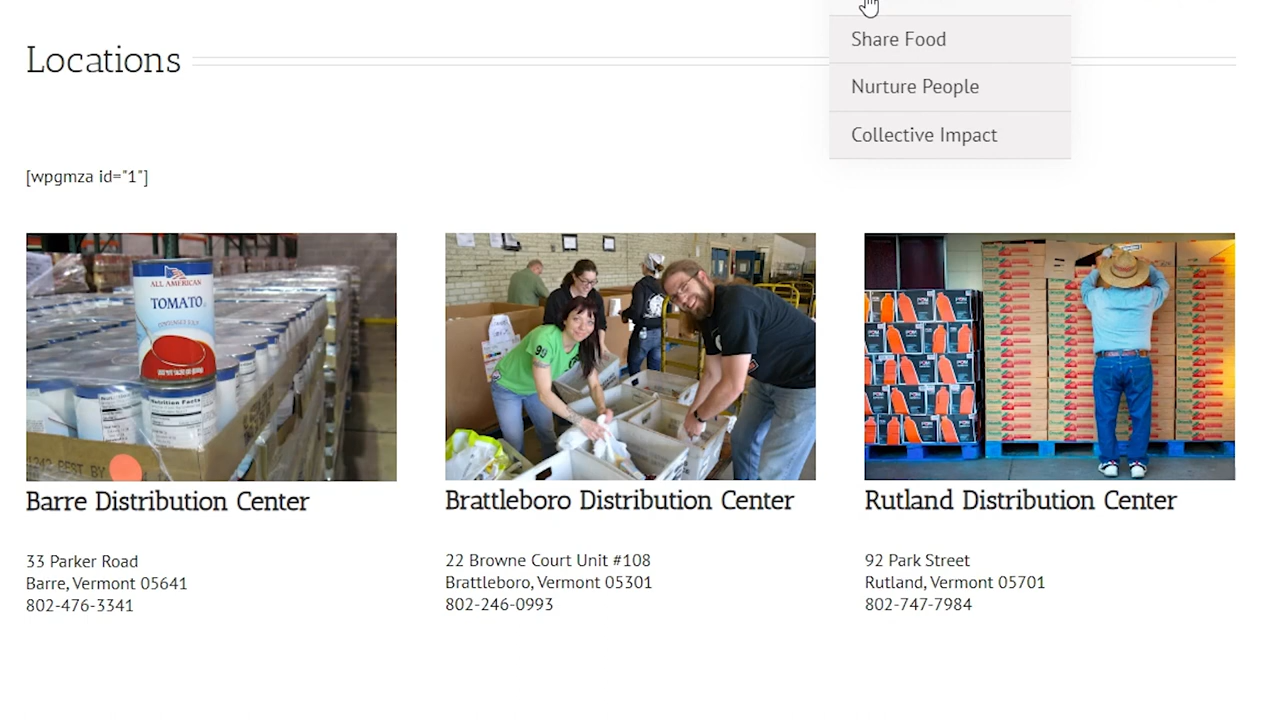 Share Food
Locations
Nurture People
Collective Impact
[wpgmza id="1"]
ALL AMERICAN
TOMATO
Nutrition Facts
Barre Distribution Center
Brattleboro Distribution Center
Rutland Distribution Center
33 Parker Road
Barre, Vermont 05641
802-476-3341
22 Browne Court Unit #108
Brattleboro, Vermont 05301
802-246-0993
92 Park Street
Rutland, Vermont 05701
802-747-7984